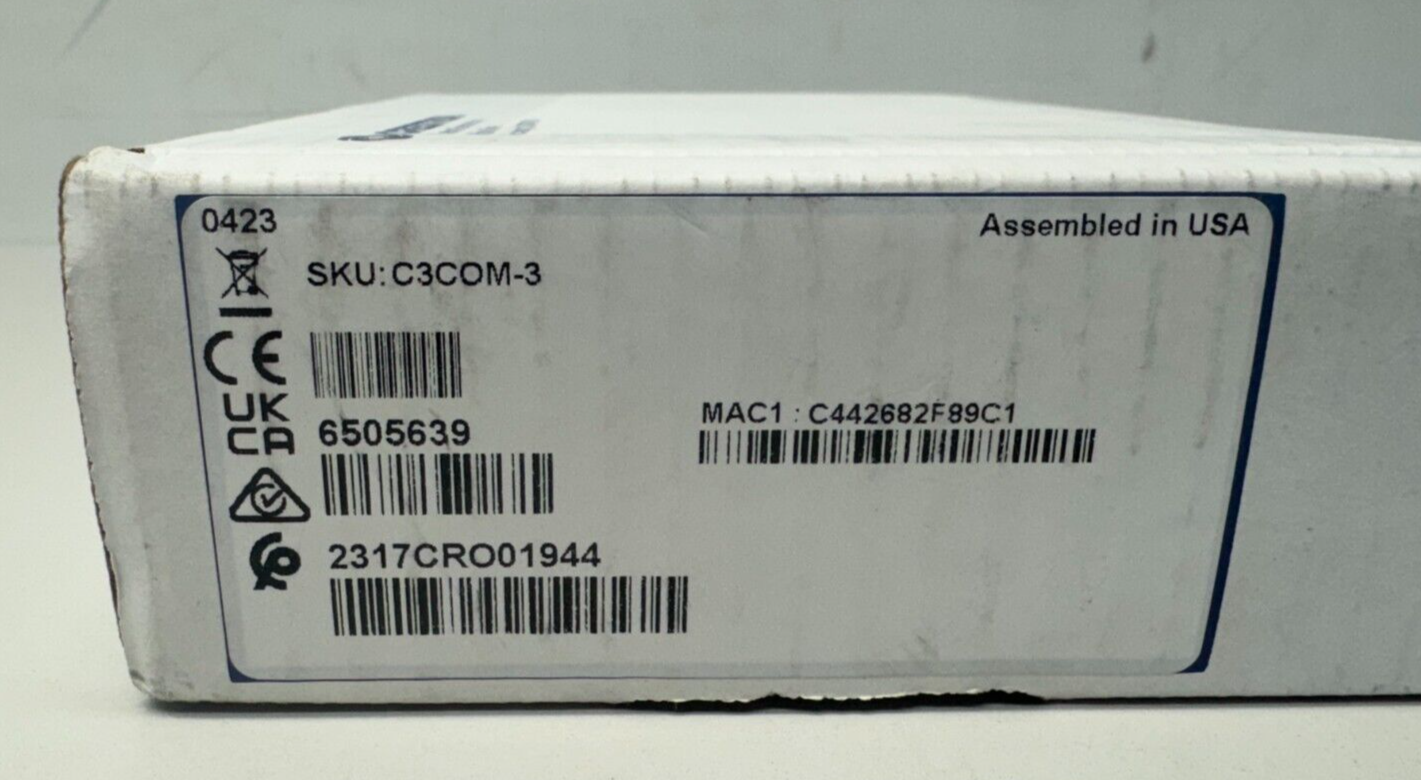 0423
Assembled in USA
SKU: C3COM-3
CE
UK
CA
6505639
MAC1 : C442682F89C1
2317CRO01944